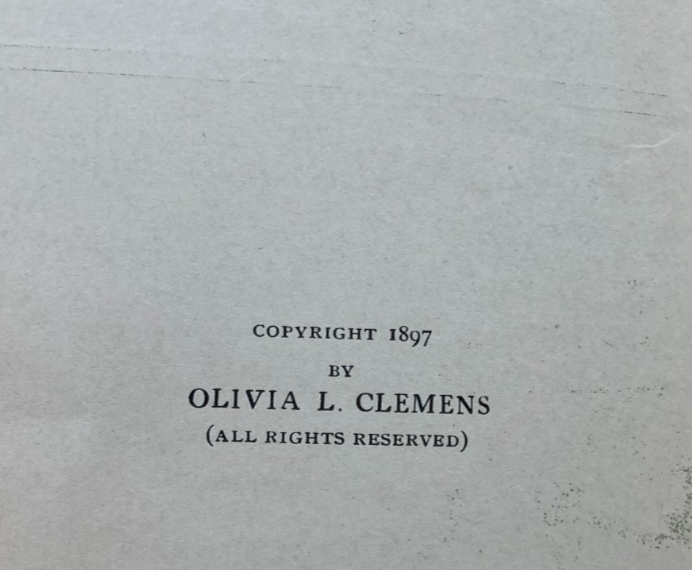 COPYRIGHT 1897
BY
OLIVIA L. CLEMENS
(ALL RIGHTS RESERVED)